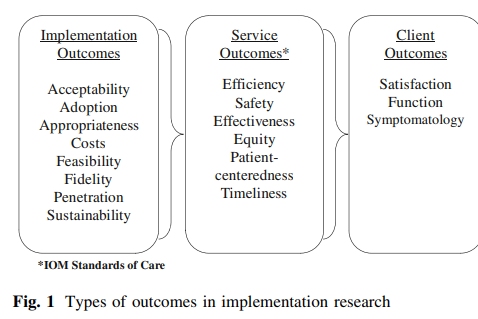 Implementation
Outcomes
Acceptability
Adoption
Appropriateness
Costs
Feasibility
Fidelity
Penetration
Sustainability
Service
Outcomes*
Efficiency
Safety
Effectiveness
Equity
Patient-
centeredness
Timeliness
Client
Outcomes
Satisfaction
Function
Symptomatology
*IOM Standards of Care
Fig. 1 Types of outcomes in implementation research